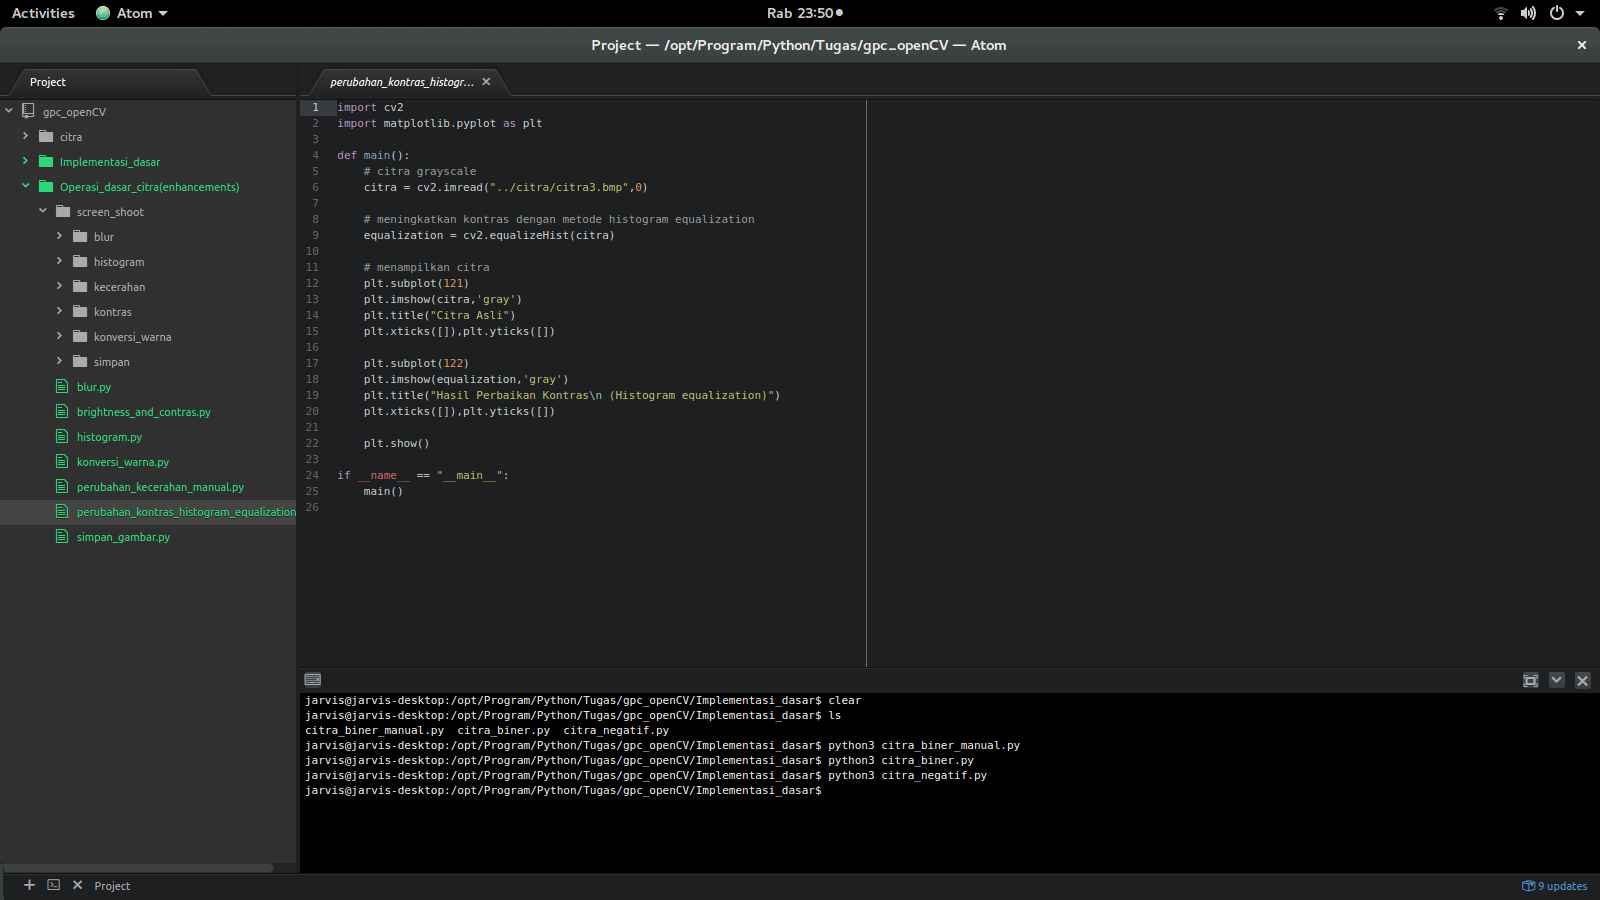 Activities
Atom
Rab 23:50
Project — /opt/Program/Python/Tugas/gpc_openCV — Atom
Project
gpc_openCV
citra
Implementasi_dasar
Operasi_dasar_citra(enhancements)
screen_shoot
blur
histogram
kecerahan
kontras
konversi_warna
simpan
blur.py
brightness_and_contras.py
histogram.py
konversi_warna.py
perubahan_kecerahan_manual.py
perubahan_kontras_histogram_equalization
simpan_gambar.py
perubahan_kontras_histogr...
1 import cv2
2 import matplotlib.pyplot as plt
3
4 def main():
5     # citra grayscale
6     citra = cv2.imread("../citra/citra3.bmp",0)
7
8     # meningkatkan kontras dengan metode histogram equalization
9     equalization = cv2.equalizeHist(citra)
10
11     # menampilkan citra
12     plt.subplot(121)
13     plt.imshow(citra,'gray')
14     plt.title("Citra Asli")
15     plt.xticks([]),plt.yticks([])
16
17     plt.subplot(122)
18     plt.imshow(equalization,'gray')
19     plt.title("Hasil Perbaikan Kontras\n (Histogram equalization)")
20     plt.xticks([]),plt.yticks([])
21
22     plt.show()
23
24 if __name__ == "__main__":
25     main()
26
jarvis@jarvis-desktop:/opt/Program/Python/Tugas/gpc_openCV/Implementasi_dasar$ clear
jarvis@jarvis-desktop:/opt/Program/Python/Tugas/gpc_openCV/Implementasi_dasar$ ls
citra_biner_manual.py  citra_biner.py  citra_negatif.py
jarvis@jarvis-desktop:/opt/Program/Python/Tugas/gpc_openCV/Implementasi_dasar$ python3 citra_biner_manual.py
jarvis@jarvis-desktop:/opt/Program/Python/Tugas/gpc_openCV/Implementasi_dasar$ python3 citra_biner.py
jarvis@jarvis-desktop:/opt/Program/Python/Tugas/gpc_openCV/Implementasi_dasar$ python3 citra_negatif.py
jarvis@jarvis-desktop:/opt/Program/Python/Tugas/gpc_openCV/Implementasi_dasar$
Project
9 updates